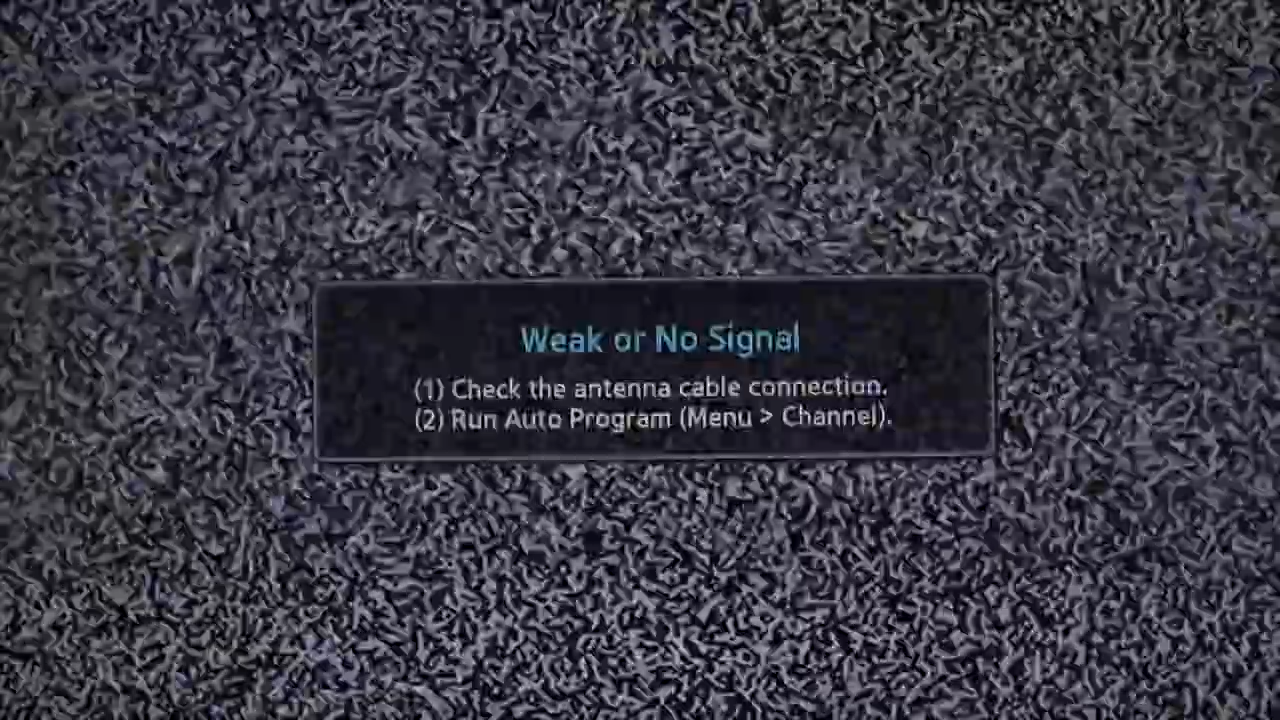 Weak or No Signal
(1) Check the antenna cable connection.
(2) Run Auto Program (Menu > Channel).